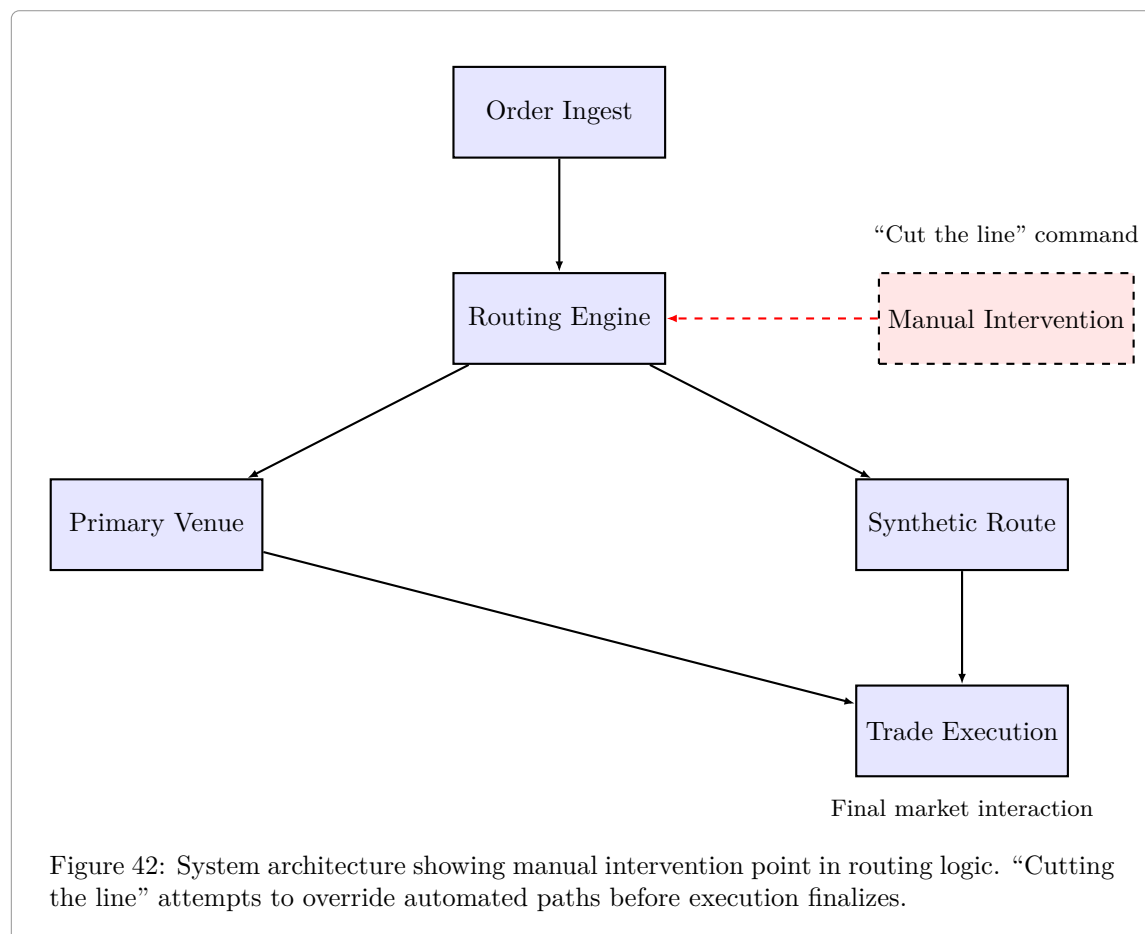 Order Ingest
“Cut the line” command
Routing Engine
Manual Intervention
Primary Venue
Synthetic Route
Trade Execution
Final market interaction
Figure 42: System architecture showing manual intervention point in routing logic. “Cutting
the line” attempts to override automated paths before execution finalizes.